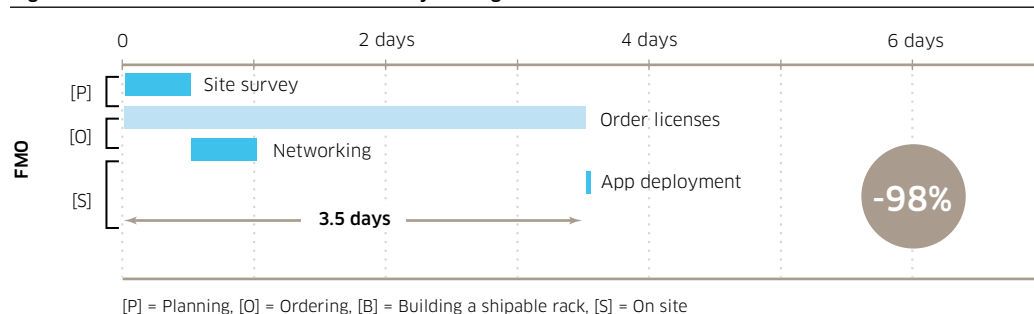 0 2 days 4 days 6 days
[P] Site survey
[O] Order licenses
Networking
FMO
[S] App deployment
-98%
3.5 days
[P] = Planning, [O] = Ordering, [B] = Building a shipable rack, [S] = On site